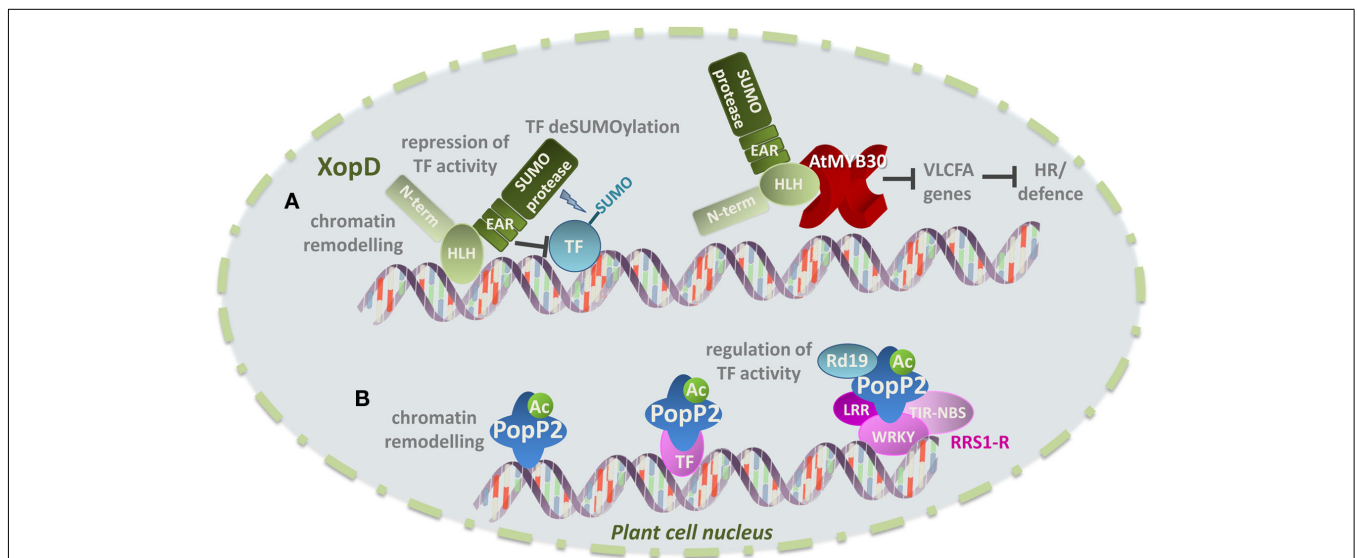 A
XopD
N-term
chromatin
remodelling
repression of
TF activity
HLH
EAR
SUMO
protease
TF deSUMOylation
SUMO
TF
SUMO
protease
EAR
HLH
N-term
AtMYB30
VLCFA
genes
HR/
defence
B
chromatin
remodelling
Ac
PopP2
Ac
PopP2
TF
regulation of
TF activity
Rd19
Ac
PopP2
LRR
TIR-NBS
WRKY
RRS1-R
Plant cell nucleus